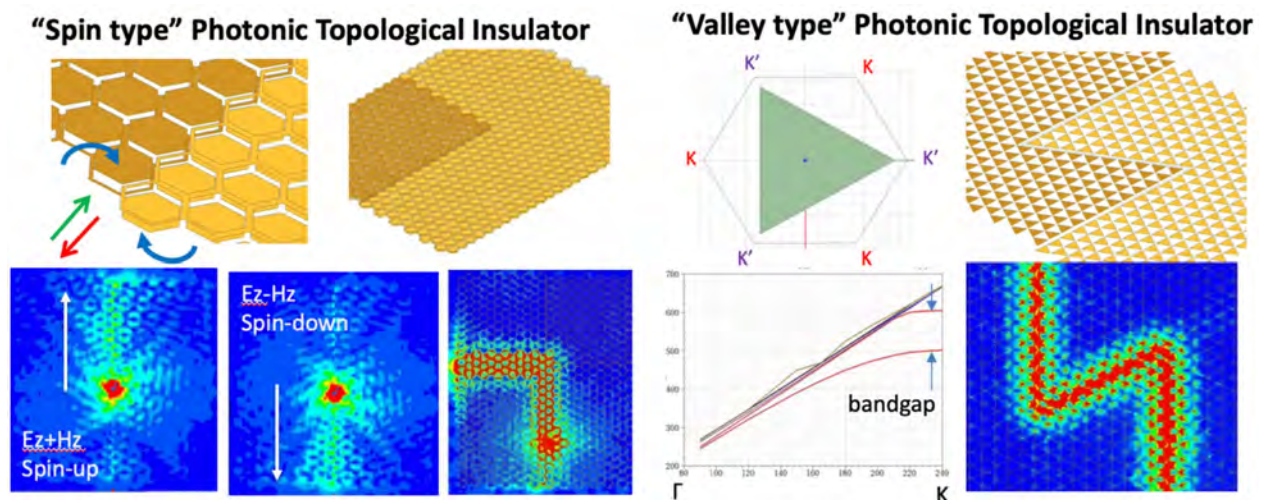 “Spin type” Photonic Topological Insulator
“Valley type” Photonic Topological Insulator
K’
K
K
K’
K’
K
Ez+Hz
Spin-up
Ez-Hz
Spin-down
700
600
500
400
300
200
80
100
120
140
160
180
200
220
240
bandgap
Γ
K